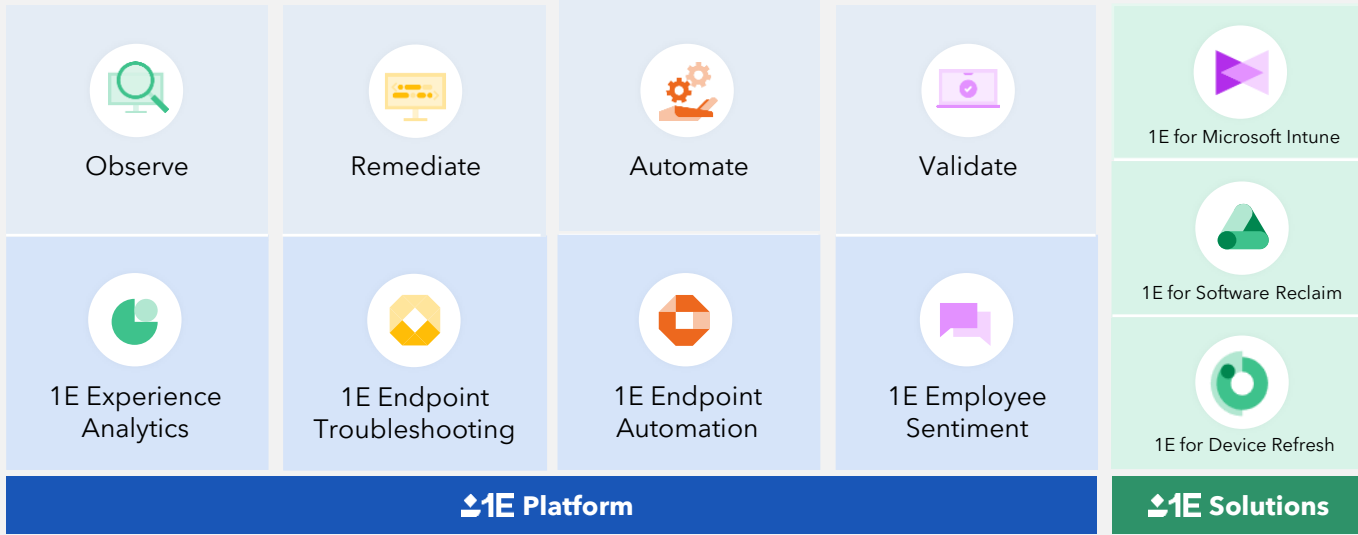 Observe
Remediate
Automate
Validate
1E Experience
Analytics
1E Endpoint
Troubleshooting
1E Endpoint
Automation
1E Employee
Sentiment
1E Platform
1E for Microsoft Intune
1E for Software Reclaim
1E for Device Refresh
1E Solutions